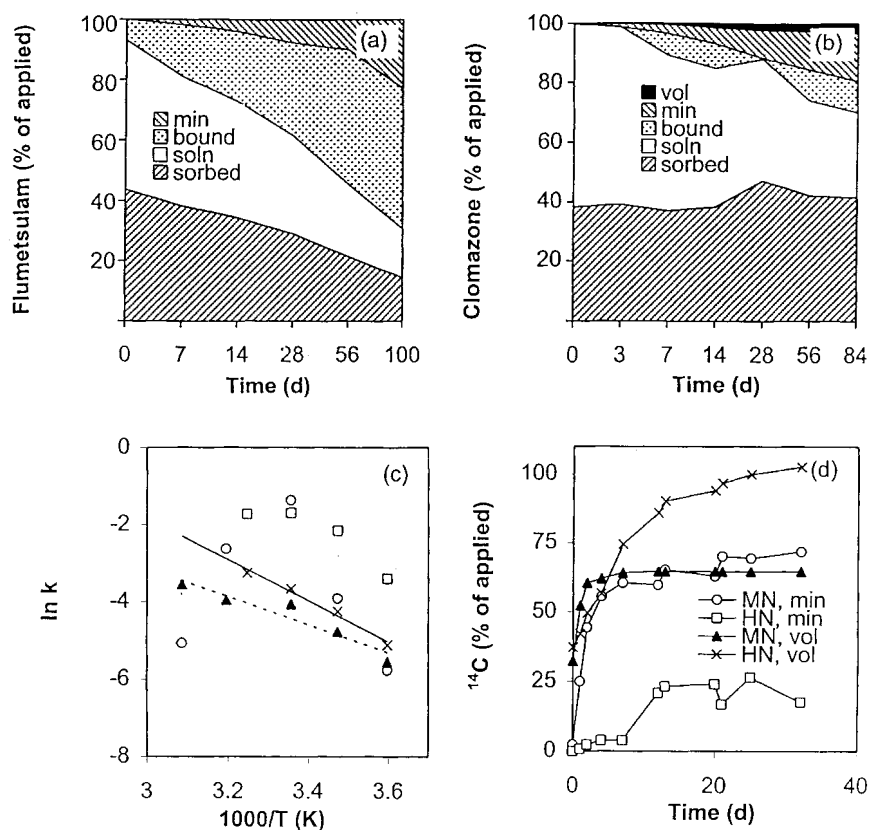 Flumetsulam (% of applied)
100
80
60
40
20
(a)
min
bound
soln
sorbed
0 7 14 28 56 100
Time (d)
Clomazone (% of applied)
100
80
60
40
20
(b)
vol
min
bound
soln
sorbed
0 3 7 14 28 56 84
Time (d)
ln k
0
-2
-4
-6
-8
(c)
3 3.2 3.4 3.6
1000/T (K)
14C (% of applied)
100
75
50
25
0
(d)
MN, min
HN, min
MN, vol
HN, vol
0 20 40
Time (d)